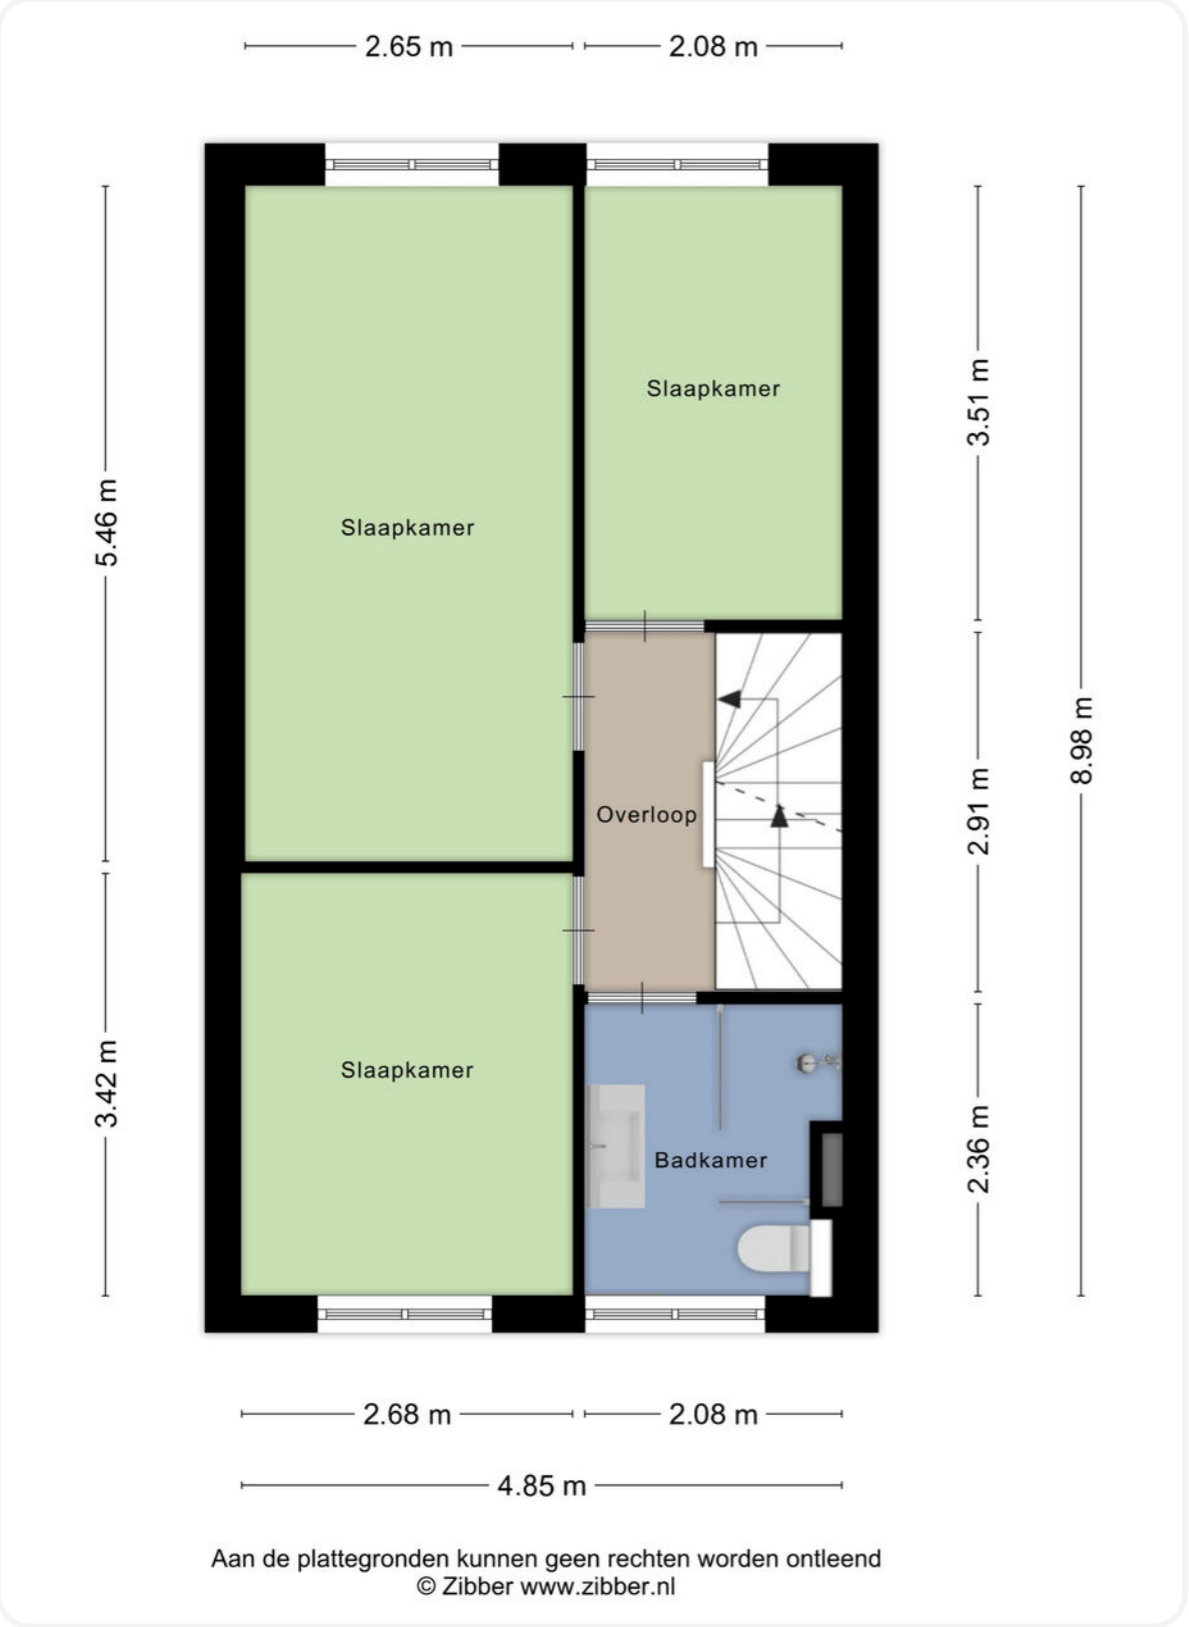 2.65 m
2.08 m
Slaapkamer
3.51 m
5.46 m
Slaapkamer
8.98 m
Overloop
2.91 m
Slaapkamer
3.42 m
Badkamer
2.36 m
2.68 m
2.08 m
4.85 m
Aan de plattegronden kunnen geen rechten worden ontleend
© Zibber www.zibber.nl